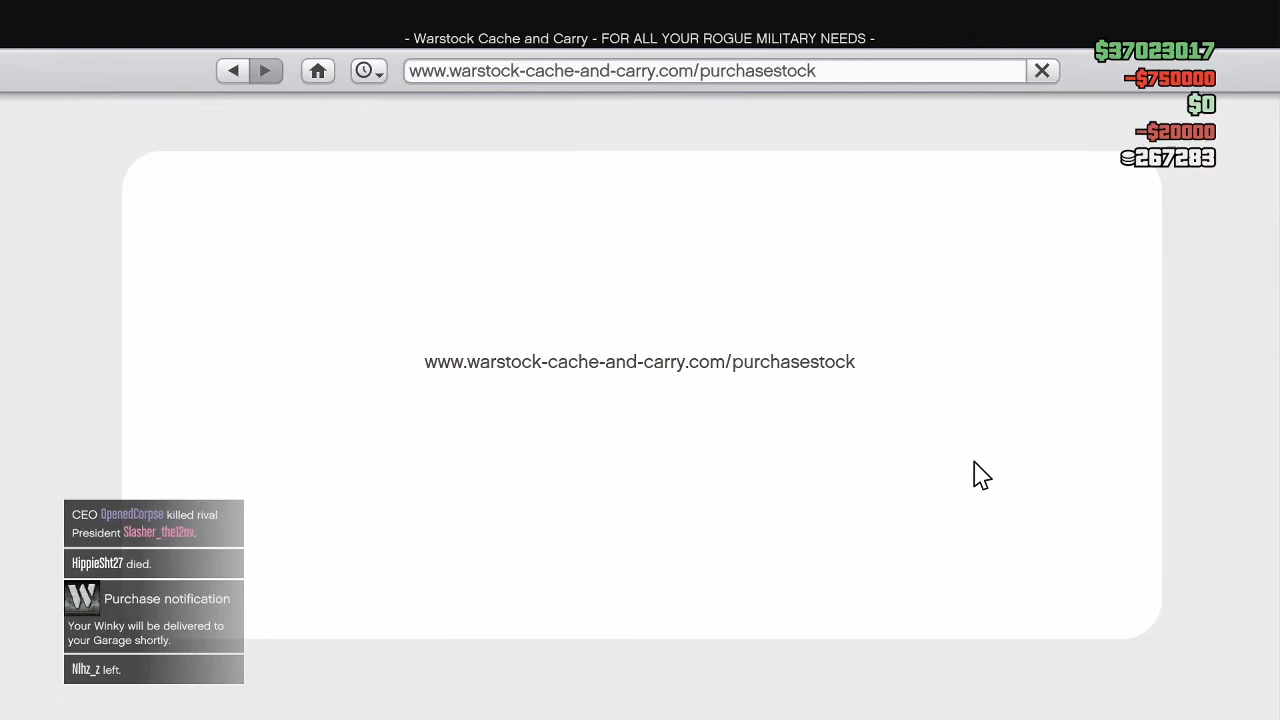 - Warstock Cache and Carry - FOR ALL YOUR ROGUE MILITARY NEEDS -
www.warstock-cache-and-carry.com/purchasestock
$37023017
-$750000
$0
-$20000
267283
www.warstock-cache-and-carry.com/purchasestock
CEO OpenedCorpse killed rival
President Slasher_the12nv.
HippieSht27 died.
W Purchase notification
Your Winky will be delivered to
your Garage shortly.
Nlhz_z left.